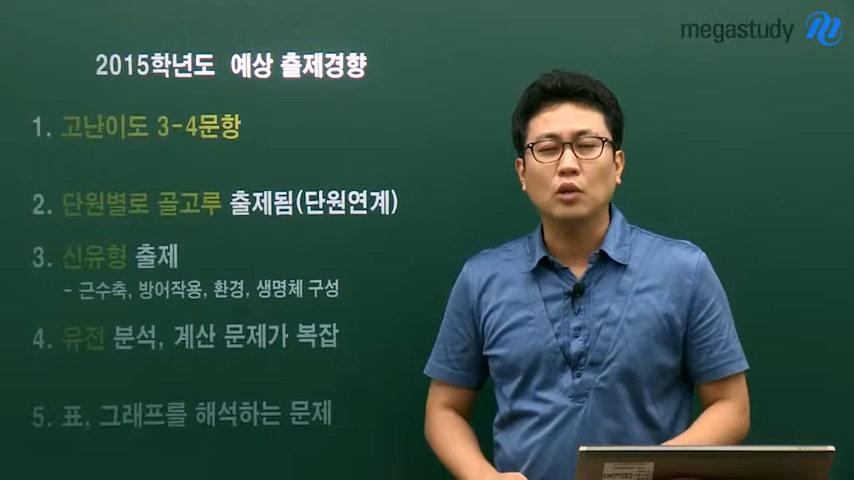 megastudy
2015학년도 예상 출제경향
1. 고난이도 3-4문항
2. 단원별로 골고루 출제됨(단원연계)
3. 신유형 출제
- 근수축, 방어작용, 환경, 생명체 구성
4. 유전 분석, 계산 문제가 복잡
5. 표, 그래프를 해석하는 문제